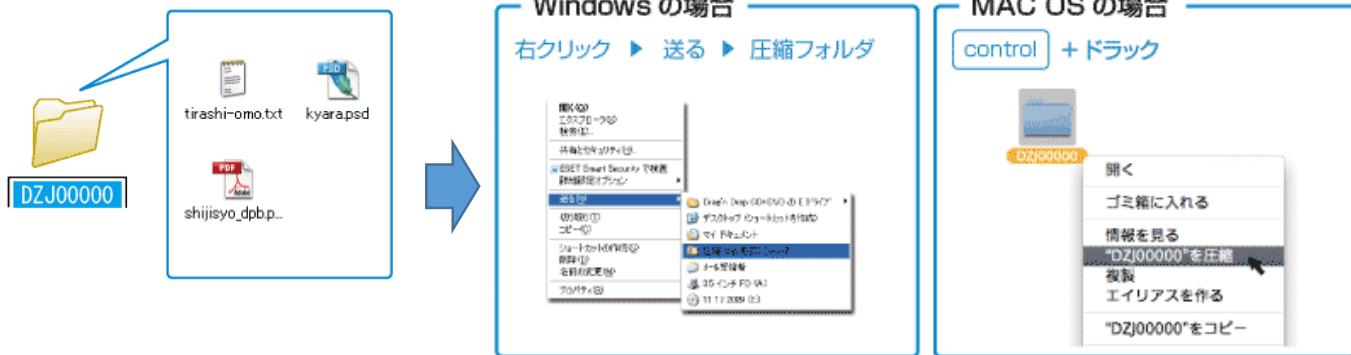 tirashi-omo.txt
kyara.psd
shijisyo_dpb.p...
DZJ00000
Windows の場合
右クリック ▶ 送る ▶ 圧縮フォルダ
開く(O)
エクスプローラ(X)
検索(E)...
共有とセキュリティ(H)...
ESET Smart Security で検査
詳細設定オプション
送る(N)
切り取り(T)
コピー(C)
ショートカットの作成(S)
削除(D)
名前の変更(M)
プロパティ(R)
デスクトップ (ショートカットを作成)
マイ ドキュメント
メール受信者
3.5 インチ FD (A:)
MAC OS の場合
control + ドラック
DZJ00000
開く
ゴミ箱に入れる
情報を見る
"DZJ00000"を圧縮
複製
エイリアスを作る
"DZJ00000"をコピー